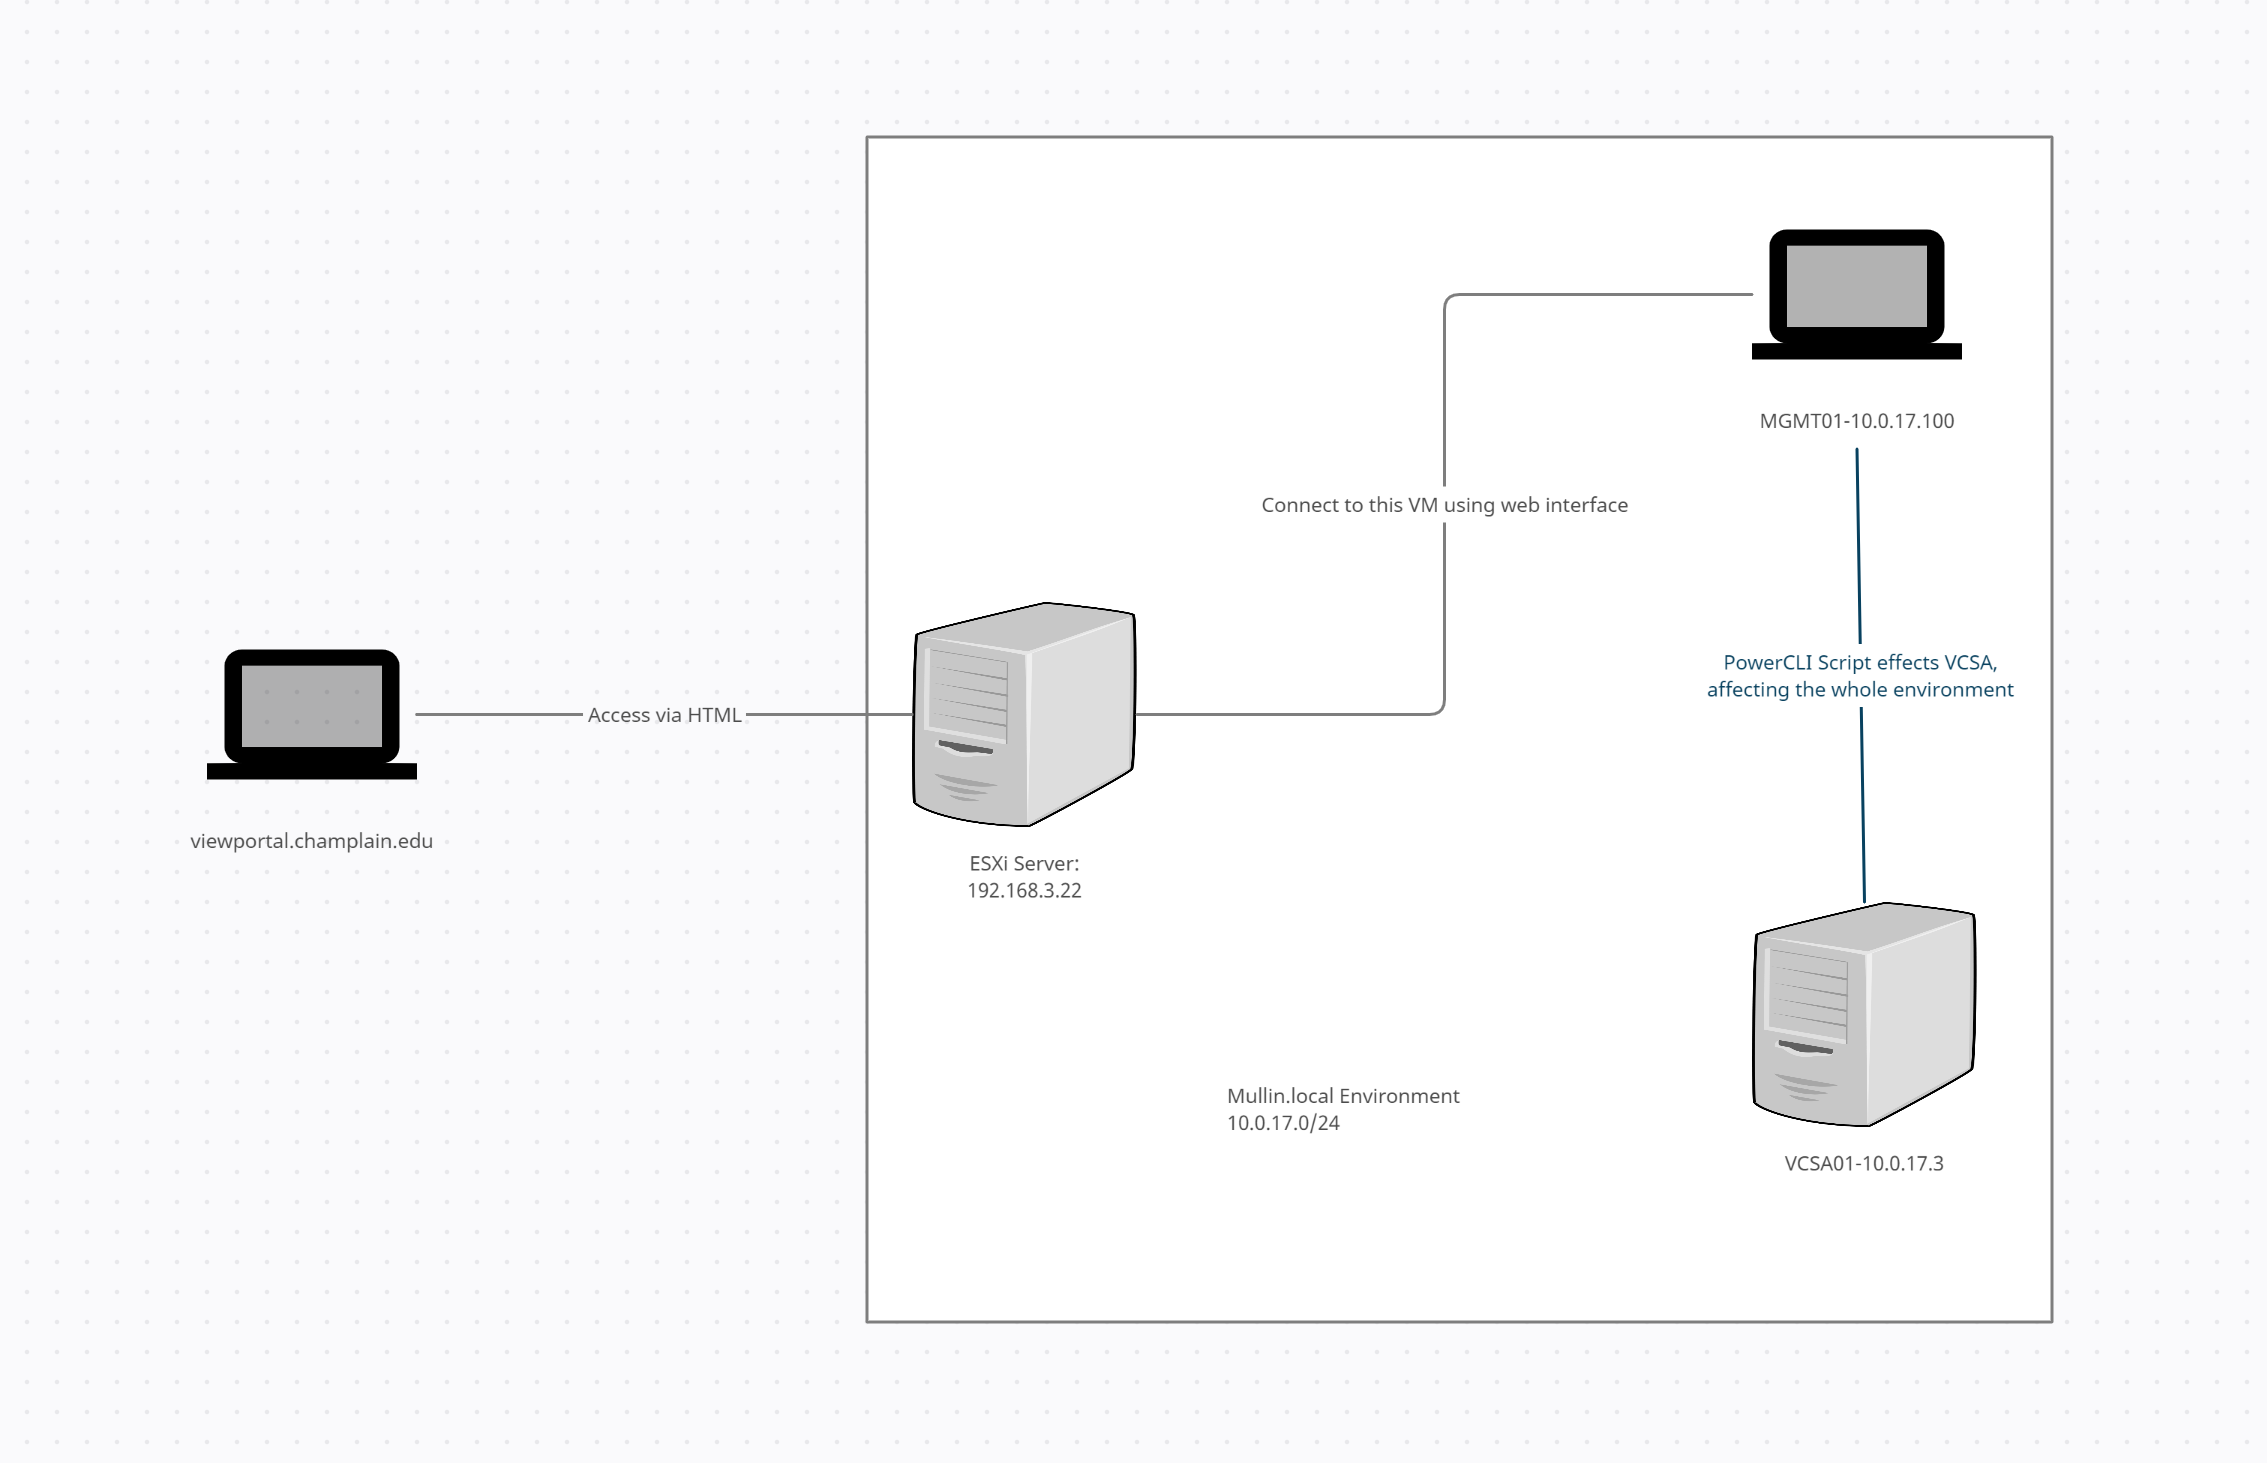 MGMT01-10.0.17.100
Connect to this VM using web interface
PowerCLI Script effects VCSA,
affecting the whole environment
Access via HTML
viewportal.champlain.edu
ESXi Server:
192.168.3.22
Mullin.local Environment
10.0.17.0/24
VCSA01-10.0.17.3